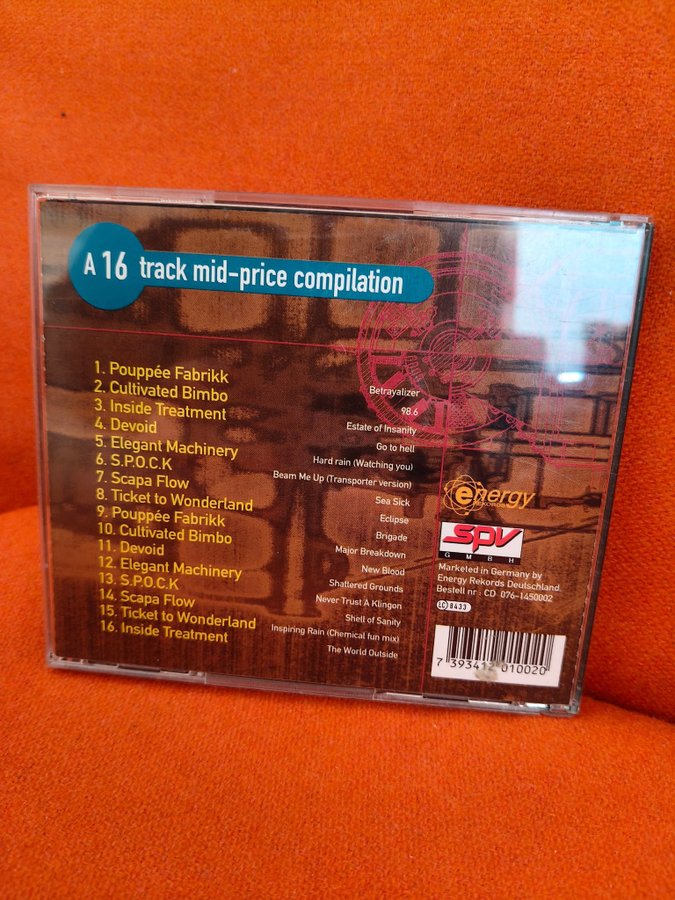 A 16 track mid-price compilation
1. Pouppée Fabrikk
2. Cultivated Bimbo
3. Inside Treatment
4. Devoid
5. Elegant Machinery
6. S.P.O.C.K
7. Scapa Flow
8. Ticket to Wonderland
9. Pouppée Fabrikk
10. Cultivated Bimbo
11. Devoid
12. Elegant Machinery
13. S.P.O.C.K
14. Scapa Flow
15. Ticket to Wonderland
16. Inside Treatment
Betrayalizer
98.6
Estate of Insanity
Go to hell
Hard rain (Watching you)
Beam Me Up (Transporter version)
Sea Sick
Eclipse
Brigade
Major Breakdown
New Blood
Shattered Grounds
Never Trust A Klingon
Shell of Sanity
Inspiring Rain (Chemical fun mix)
The World Outside
energy
REKORDS
SPV
GMBH
Marketed in Germany by
Energy Rekords Deutschland.
Bestell nr : CD 076-1450002
LC 8433
7 393412 010020